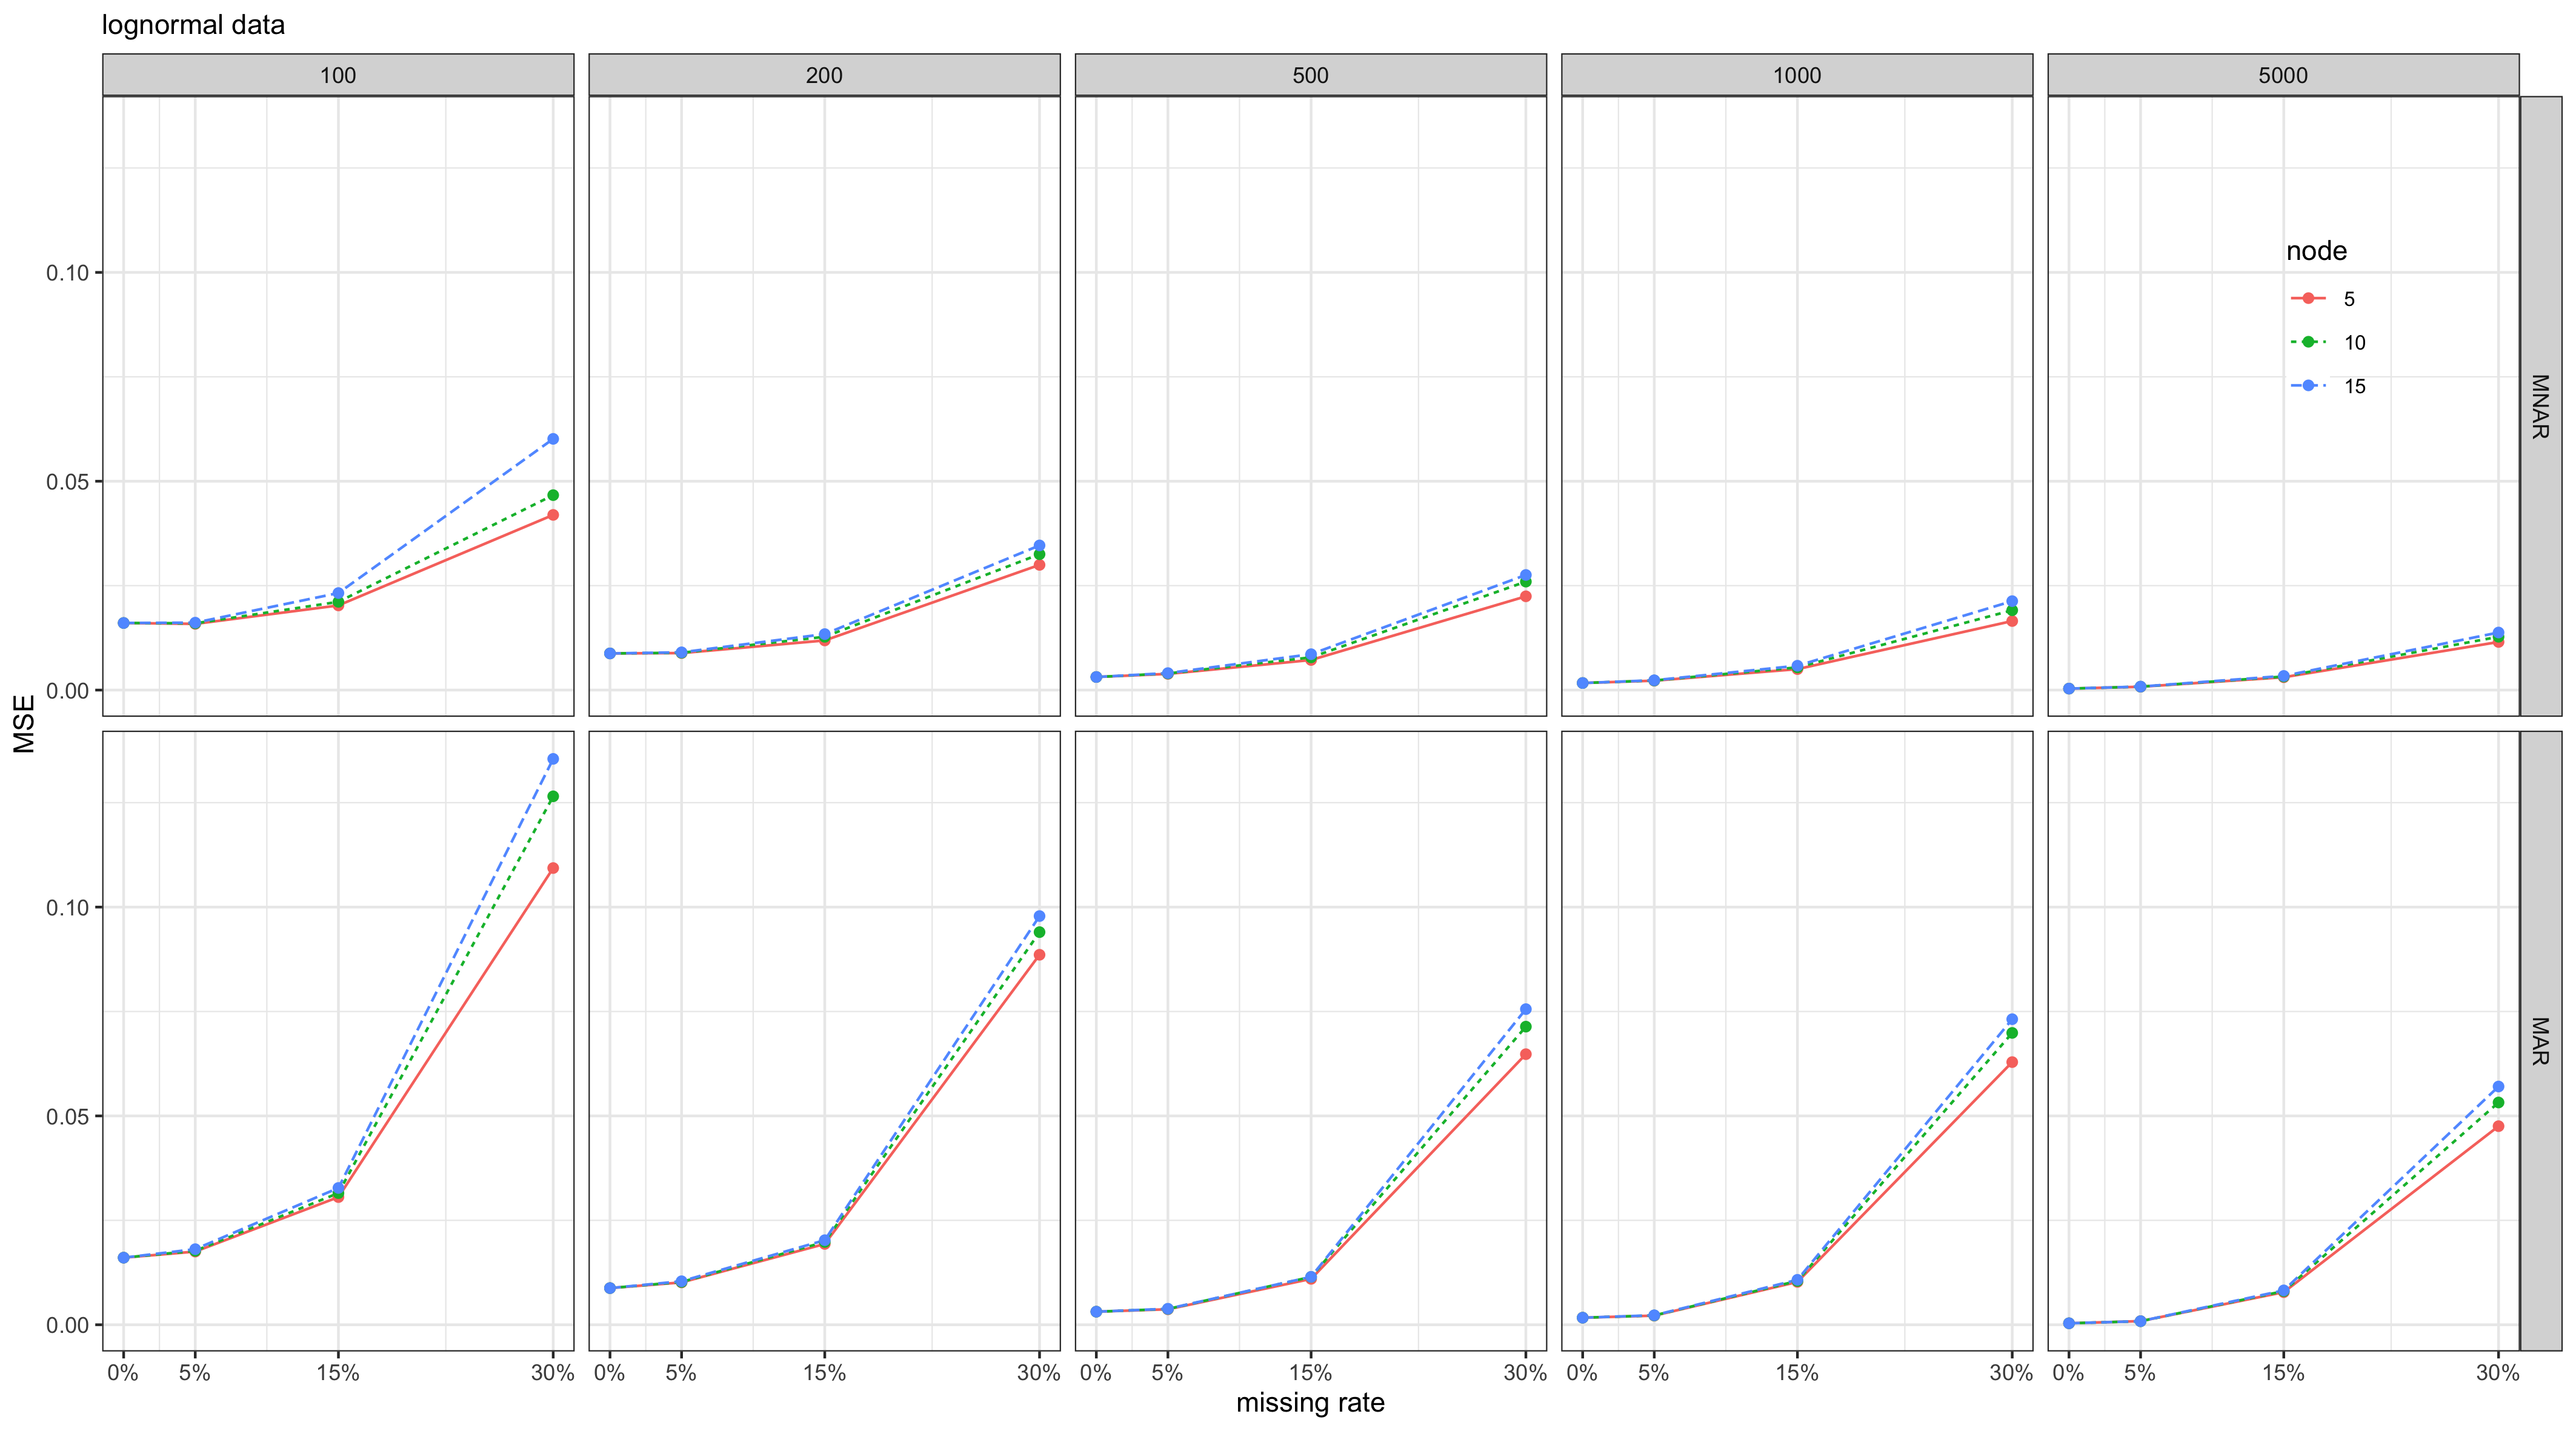 lognormal data
100 200 500 1000 5000
0.10
0.05
0.00
node
5
10
15
MNAR
MSE
0.10
0.05
0.00
MAR
0% 5% 15% 30% 0% 5% 15% 30% 0% 5% 15% 30% 0% 5% 15% 30% 0% 5% 15% 30%
missing rate